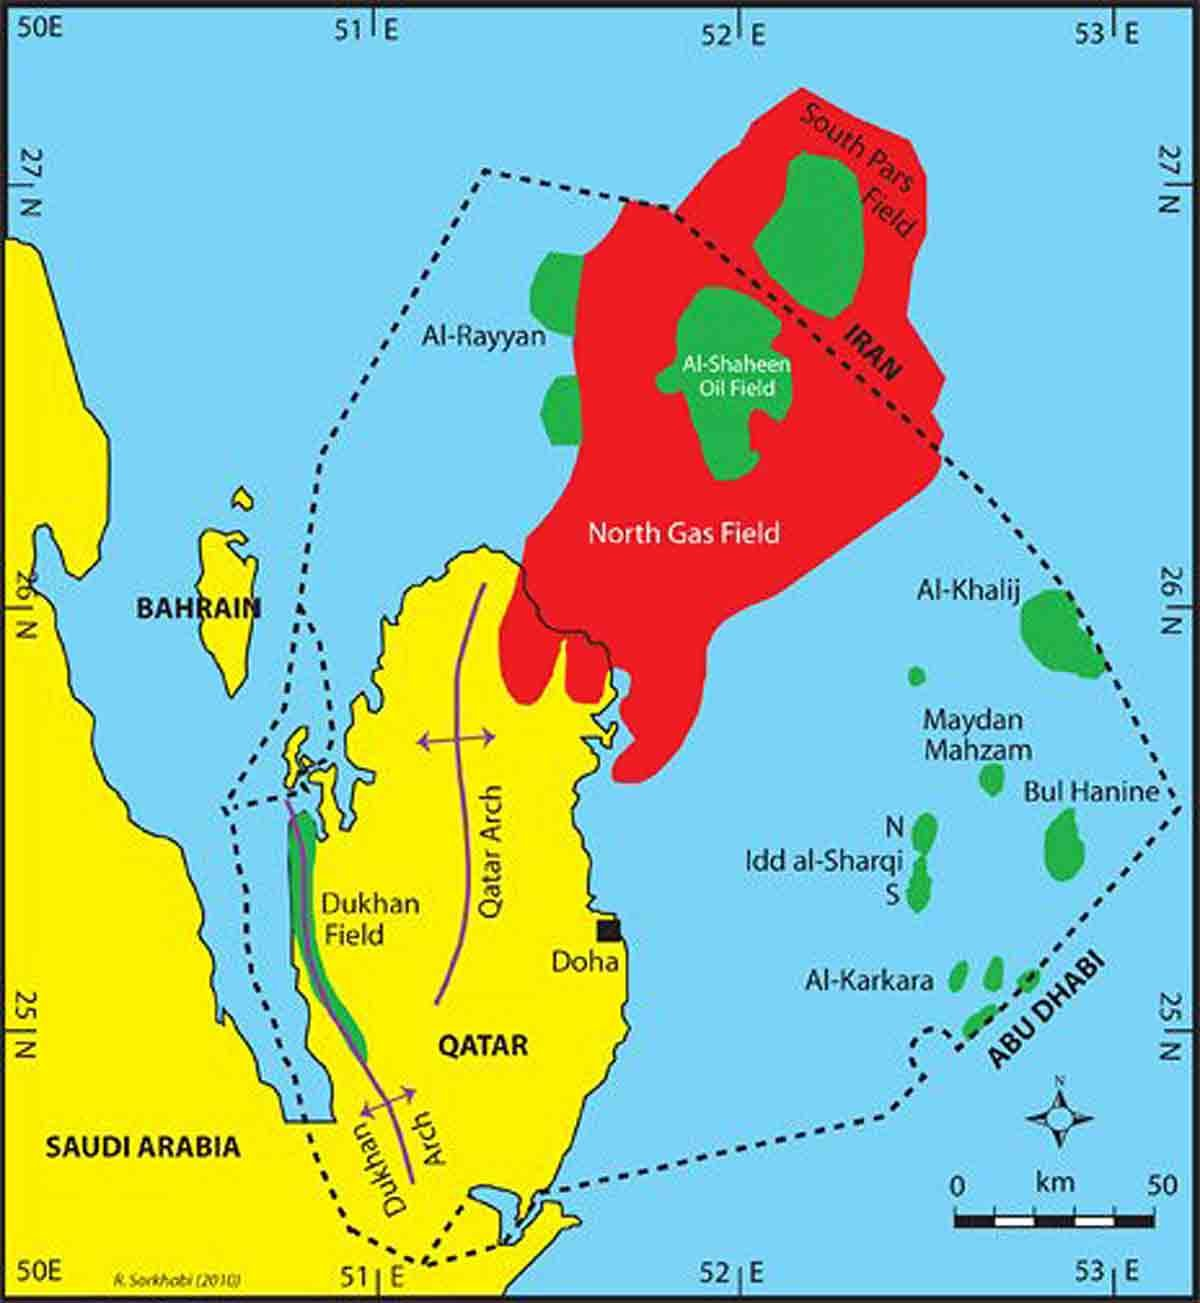 50E
51 E
52 E
53 E
South Pars
Field
27 N
27 N
Al-Rayyan
IRAN
Al-Shaheen
Oil Field
North Gas Field
26 N
26 N
Al-Khalij
BAHRAIN
Maydan
Mahzam
Bul Hanine
N
Idd al-Sharqi
S
Qatar Arch
Dukhan
Field
Doha
Al-Karkara
ABU DHABI
25 N
25 N
QATAR
N
Dukhan
Arch
SAUDI ARABIA
0 km 50
50E
R. Sorkhabi (2010)
51 E
52 E
53 E